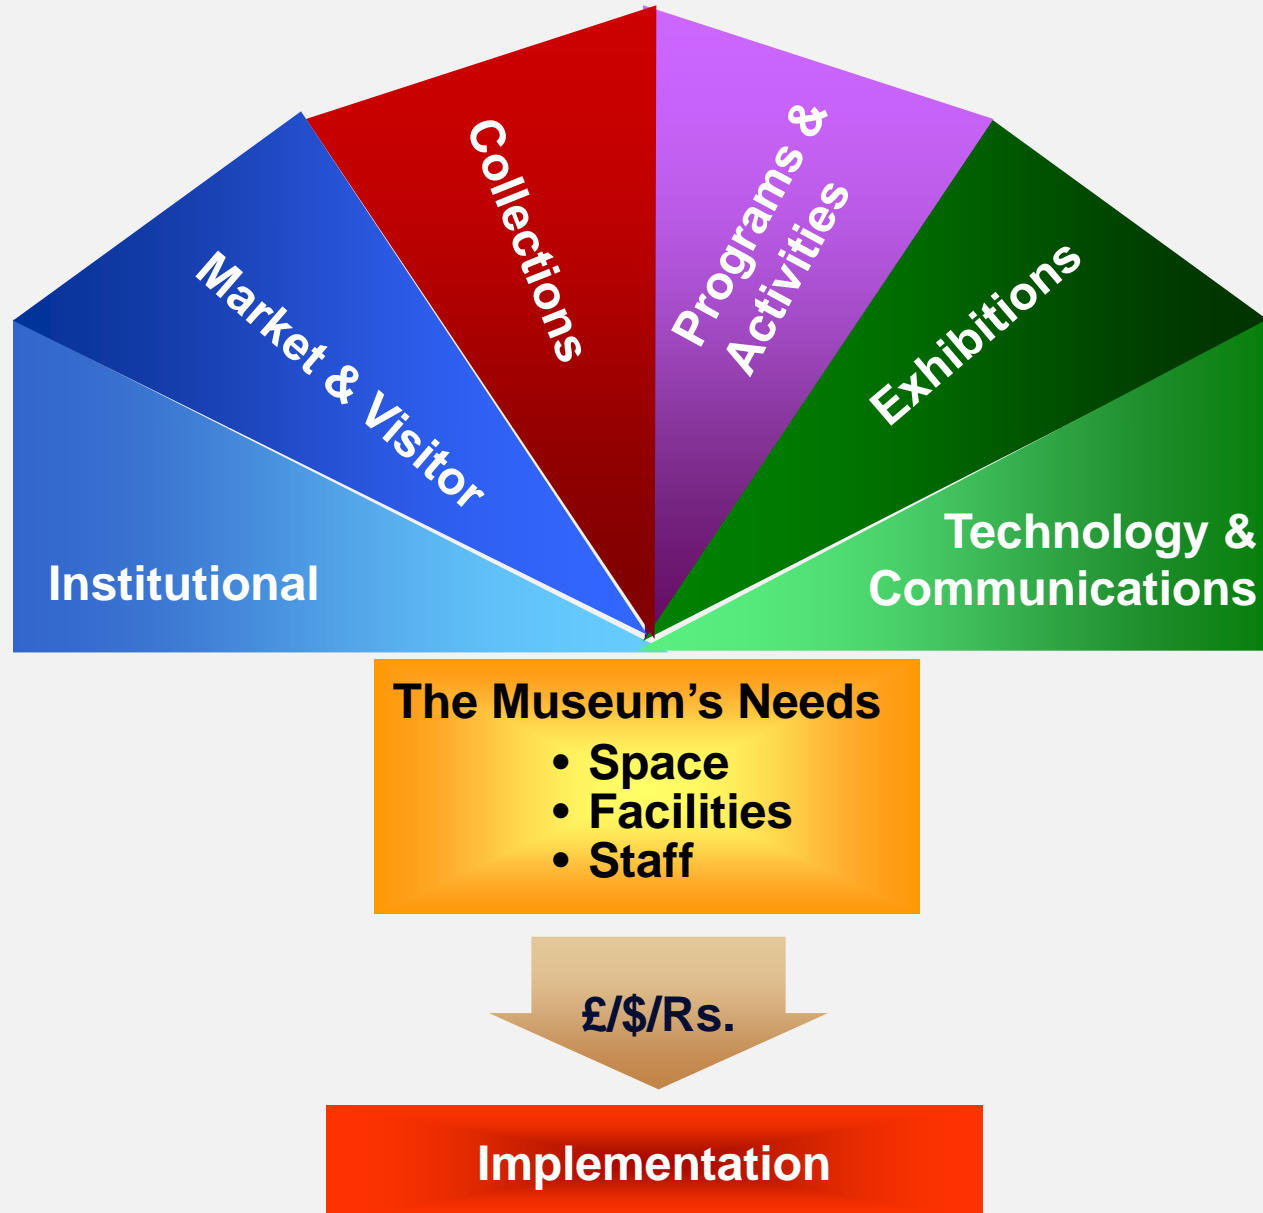 Institutional
Market & Visitor
Collections
Programs &
Activities
Exhibitions
Technology &
Communications
The Museum’s Needs
• Space
• Facilities
• Staff
£/$/Rs.
Implementation